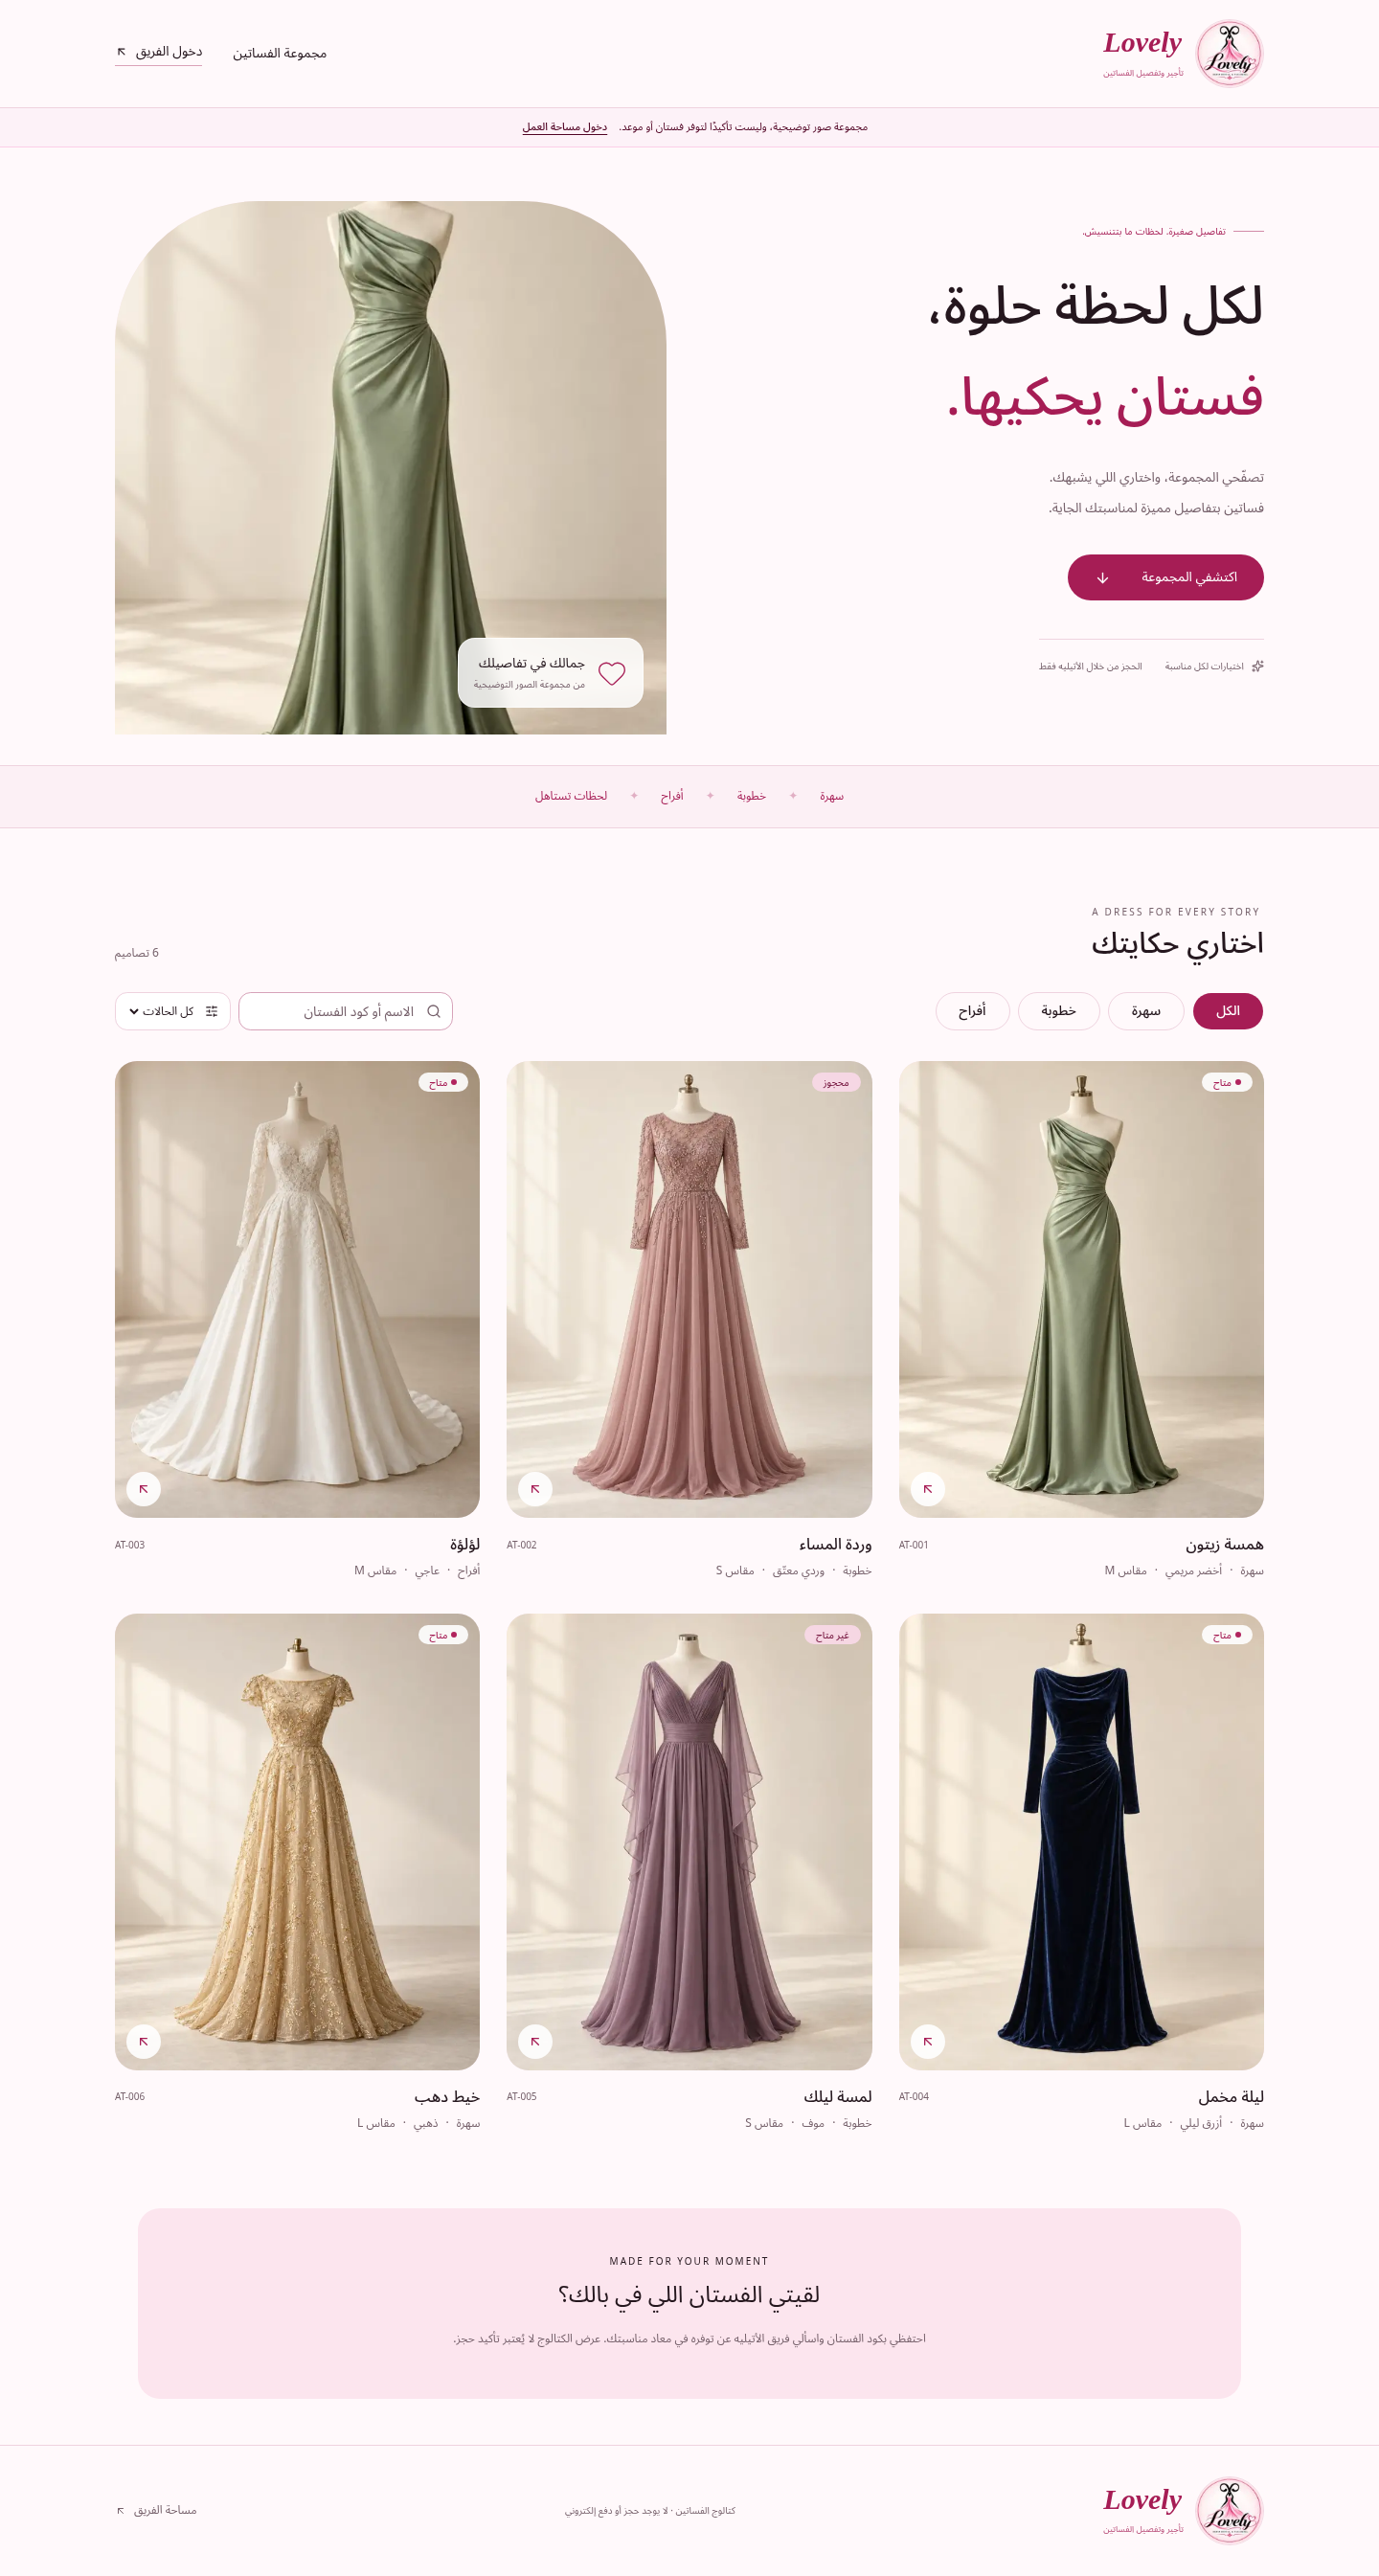 Lovely
Lovely
تأجير وتفصيل الفساتين
مجموعة الفساتين
دخول الفريق
مجموعة صور توضيحية، وليست تأكيدًا لتوفر فستان أو موعد. دخول مساحة العمل
تفاصيل صغيرة. لحظات ما بتتنسيش.
لكل لحظة حلوة،
فستان يحكيها.
تصفّحي المجموعة، واختاري اللي يشبهك.
فساتين بتفاصيل مميزة لمناسبتك الجاية.
اكتشفي المجموعة
اختيارات لكل مناسبة
الحجز من خلال الأتيليه فقط
جمالك في تفاصيلك
من مجموعة الصور التوضيحية
سهرة
خطوبة
أفراح
لحظات تستاهل
A DRESS FOR EVERY STORY
اختاري حكايتك
6 تصاميم
الكل
سهرة
خطوبة
أفراح
الاسم أو كود الفستان
كل الحالات
متاح
محجوز
متاح
همسة زيتون
AT-001
سهرة · أخضر مريمي · مقاس M
وردة المساء
AT-002
خطوبة · وردي معتّق · مقاس S
لؤلؤة
AT-003
أفراح · عاجي · مقاس M
متاح
غير متاح
متاح
ليلة مخمل
AT-004
سهرة · أزرق ليلي · مقاس L
لمسة ليلك
AT-005
خطوبة · موف · مقاس S
خيط دهب
AT-006
سهرة · ذهبي · مقاس L
MADE FOR YOUR MOMENT
لقيتي الفستان اللي في بالك؟
احتفظي بكود الفستان واسألي فريق الأتيليه عن توفره في معاد مناسبتك. عرض الكتالوج لا يُعتبر تأكيد حجز.
Lovely
Lovely
تأجير وتفصيل الفساتين
كتالوج الفساتين · لا يوجد حجز أو دفع إلكتروني
مساحة الفريق